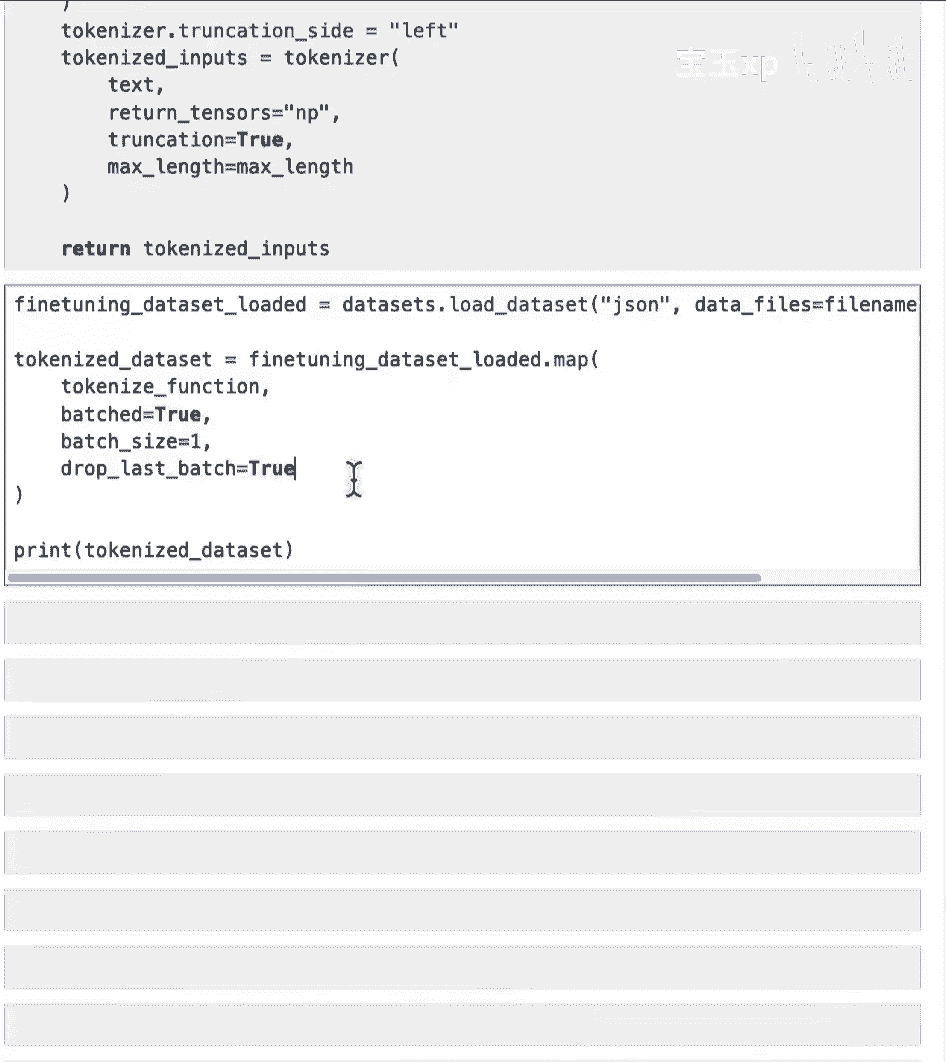 )
tokenizer.truncation_side = "left"
tokenized_inputs = tokenizer(
text,
return_tensors="np",
truncation=True,
max_length=max_length
)
return tokenized_inputs
finetuning_dataset_loaded = datasets.load_dataset("json", data_files=filename
tokenized_dataset = finetuning_dataset_loaded.map(
tokenize_function,
batched=True,
batch_size=1,
drop_last_batch=True
)
print(tokenized_dataset)
宝玉xp